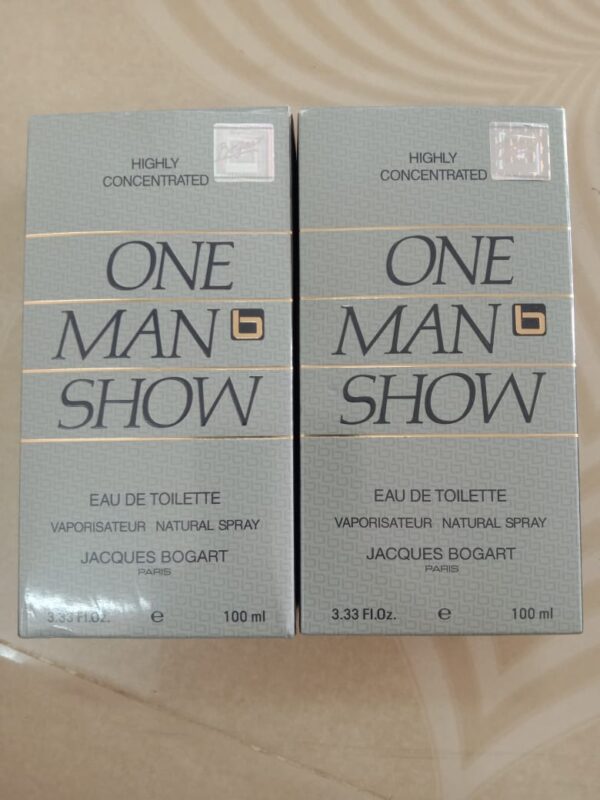 HIGHLY
CONCENTRATED
ONE
MAN b
SHOW
EAU DE TOILETTE
VAPORISATEUR NATURAL SPRAY
JACQUES BOGART
PARIS
3.33 Fl.Oz. e 100 ml
HIGHLY
CONCENTRATED
ONE
MAN b
SHOW
EAU DE TOILETTE
VAPORISATEUR NATURAL SPRAY
JACQUES BOGART
PARIS
3.33 Fl.Oz. e 100 ml